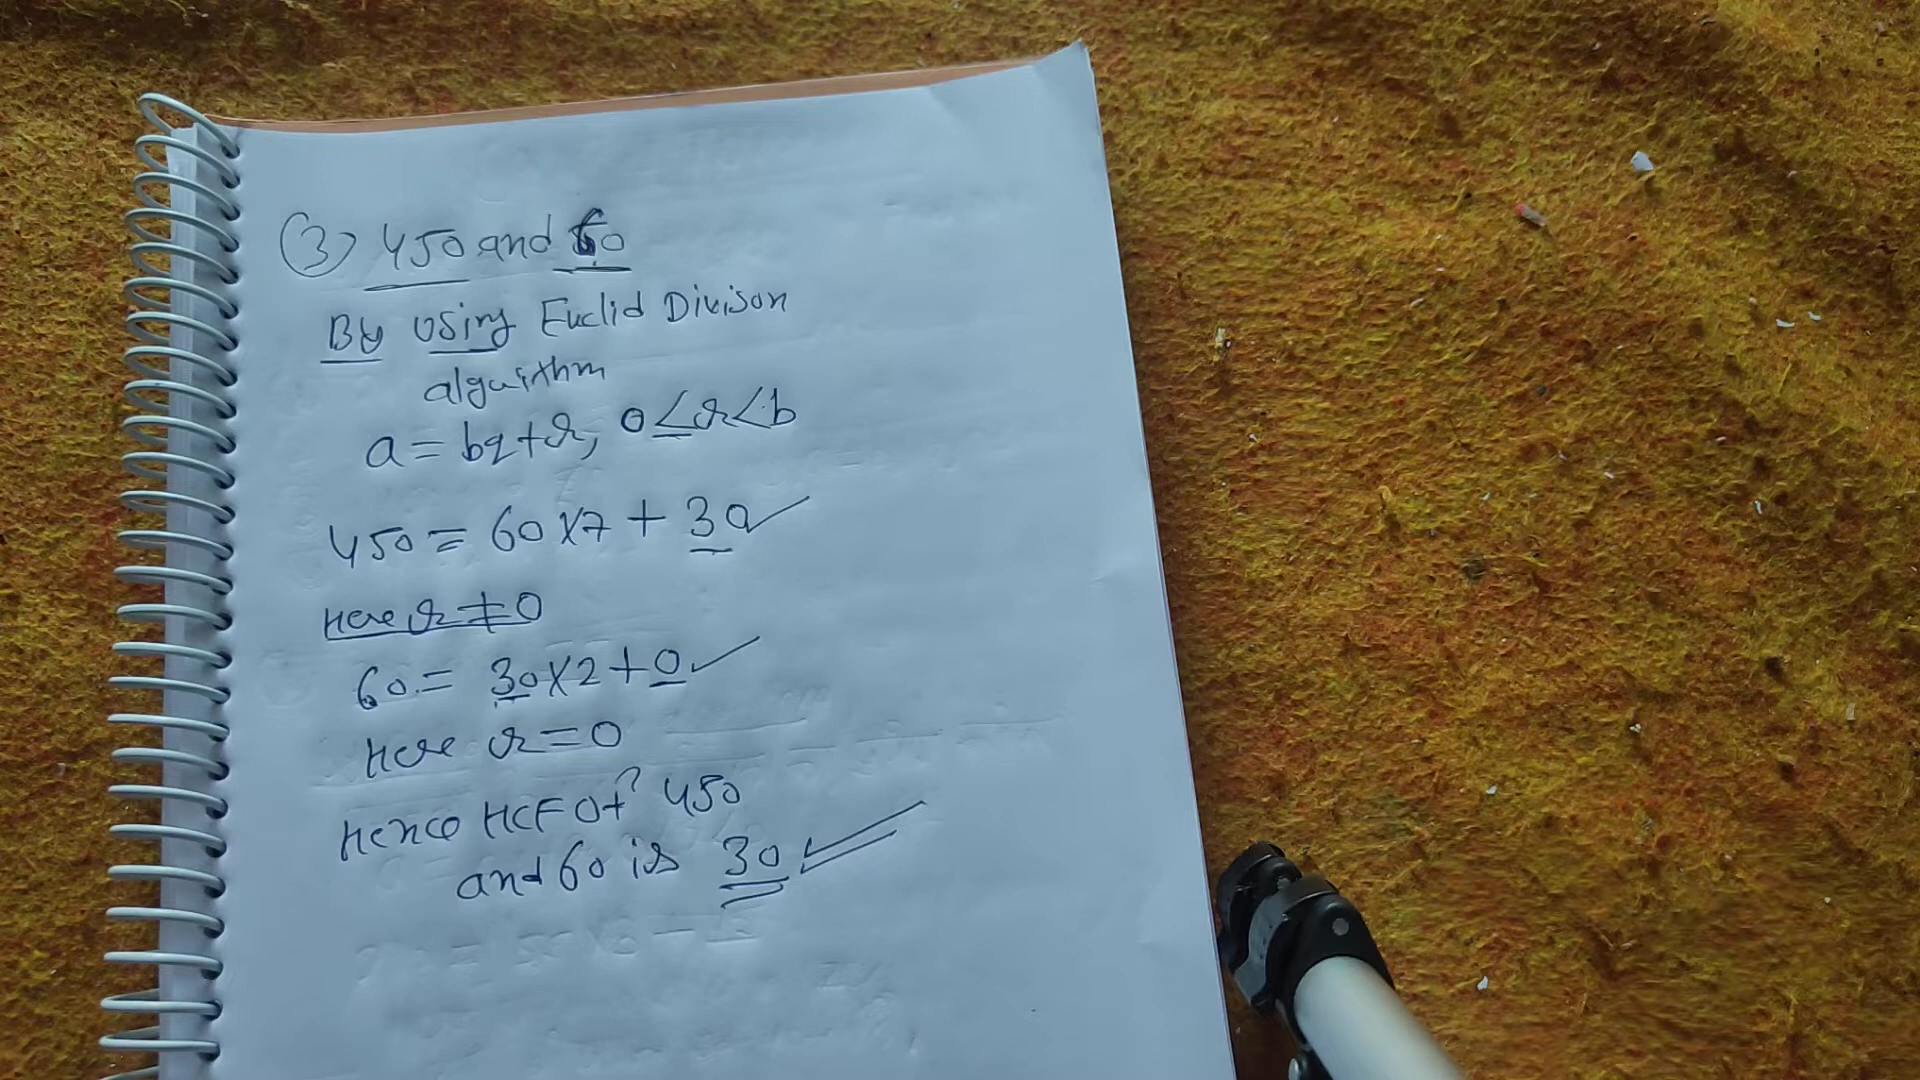 (3) 450 and 60
By using Euclid Divison
algorithm
a = bq + r, 0 ≤ r < b
450 = 60 x 7 + 30 ✓
Here r ≠ 0
60 = 30 x 2 + 0 ✓
Here r = 0
Hence HCF Of 450
and 60 is 30 ✓